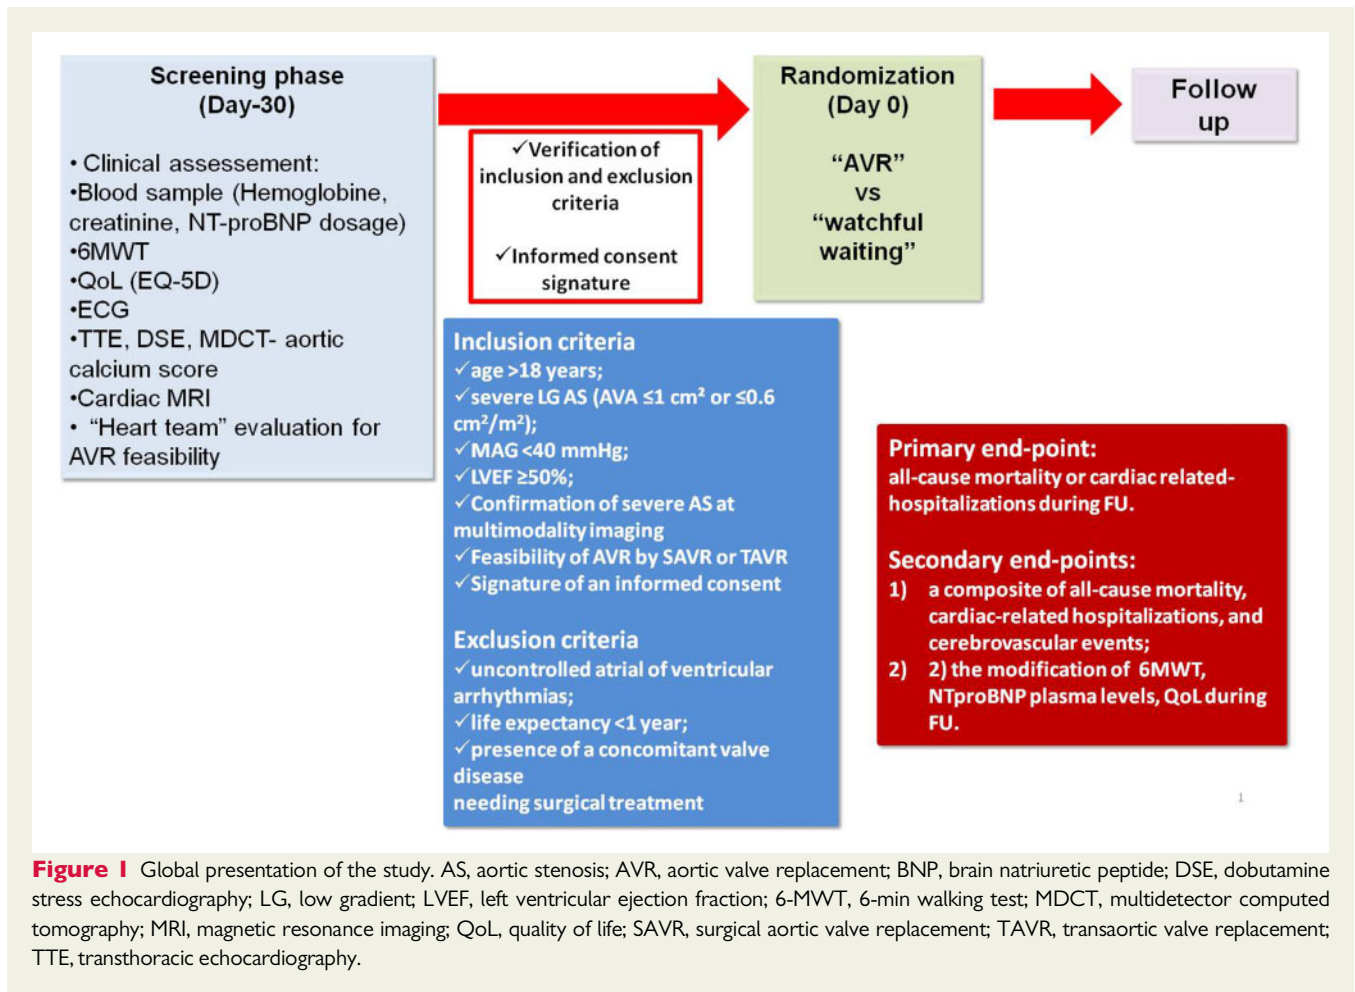 Screening phase
(Day-30)
• Clinical assessement:
•Blood sample (Hemoglobine,
creatinine, NT-proBNP dosage)
•6MWT
•QoL (EQ-5D)
•ECG
•TTE, DSE, MDCT- aortic
calcium score
•Cardiac MRI
• “Heart team” evaluation for
AVR feasibility
✓Verification of
inclusion and exclusion
criteria
✓Informed consent
signature
Randomization
(Day 0)
“AVR”
vs
“watchful
waiting”
Follow
up
Inclusion criteria
✓age >18 years;
✓severe LG AS (AVA ≤1 cm² or ≤0.6
cm²/m²);
✓MAG <40 mmHg;
✓LVEF ≥50%;
✓Confirmation of severe AS at
multimodality imaging
✓Feasibility of AVR by SAVR or TAVR
✓Signature of an informed consent
Exclusion criteria
✓uncontrolled atrial of ventricular
arrhythmias;
✓life expectancy <1 year;
✓presence of a concomitant valve
disease
needing surgical treatment
Primary end-point:
all-cause mortality or cardiac related-
hospitalizations during FU.
Secondary end-points:
1) a composite of all-cause mortality,
cardiac-related hospitalizations, and
cerebrovascular events;
2) 2) the modification of 6MWT,
NTproBNP plasma levels, QoL during
FU.
1
Figure 1 Global presentation of the study. AS, aortic stenosis; AVR, aortic valve replacement; BNP, brain natriuretic peptide; DSE, dobutamine
stress echocardiography; LG, low gradient; LVEF, left ventricular ejection fraction; 6-MWT, 6-min walking test; MDCT, multidetector computed
tomography; MRI, magnetic resonance imaging; QoL, quality of life; SAVR, surgical aortic valve replacement; TAVR, transaortic valve replacement;
TTE, transthoracic echocardiography.